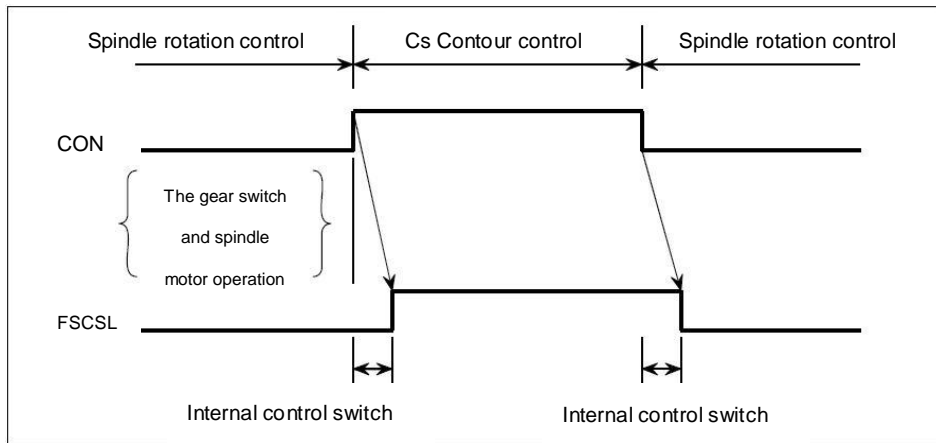 Spindle rotation control
Cs Contour control
Spindle rotation control
CON
The gear switch
and spindle
motor operation
FSCSL
Internal control switch
Internal control switch